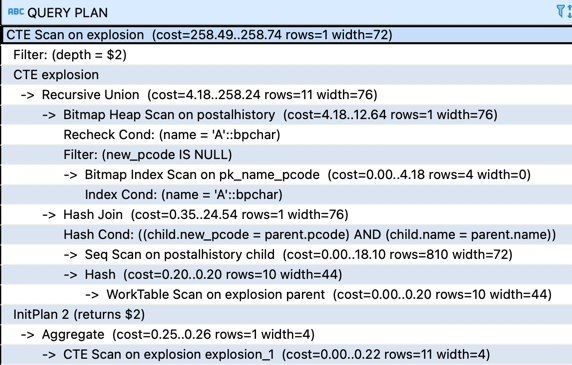 ABC QUERY PLAN
CTE Scan on explosion (cost=258.49..258.74 rows=1 width=72)
Filter: (depth = $2)
CTE explosion
-> Recursive Union (cost=4.18..258.24 rows=11 width=76)
-> Bitmap Heap Scan on postalhistory (cost=4.18..12.64 rows=1 width=76)
Recheck Cond: (name = 'A'::bpchar)
Filter: (new_pcode IS NULL)
-> Bitmap Index Scan on pk_name_pcode (cost=0.00..4.18 rows=4 width=0)
Index Cond: (name = 'A'::bpchar)
-> Hash Join (cost=0.35..24.54 rows=1 width=76)
Hash Cond: ((child.new_pcode = parent.pcode) AND (child.name = parent.name))
-> Seq Scan on postalhistory child (cost=0.00..18.10 rows=810 width=72)
-> Hash (cost=0.20..0.20 rows=10 width=44)
-> WorkTable Scan on explosion parent (cost=0.00..0.20 rows=10 width=44)
InitPlan 2 (returns $2)
-> Aggregate (cost=0.25..0.26 rows=1 width=4)
-> CTE Scan on explosion explosion_1 (cost=0.00..0.22 rows=11 width=4)